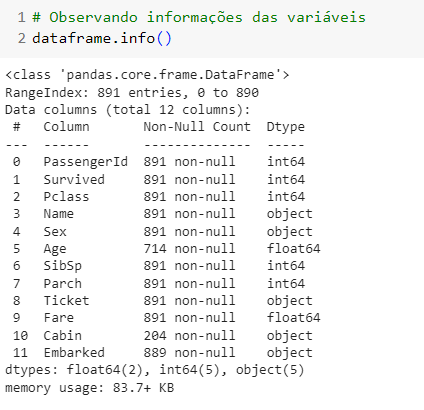 1 # Observando informações das variáveis
2 dataframe.info()
<class 'pandas.core.frame.DataFrame'>
RangeIndex: 891 entries, 0 to 890
Data columns (total 12 columns):
 #   Column       Non-Null Count  Dtype
---  ------       --------------  -----
 0   PassengerId  891 non-null    int64
 1   Survived     891 non-null    int64
 2   Pclass       891 non-null    int64
 3   Name         891 non-null    object
 4   Sex          891 non-null    object
 5   Age          714 non-null    float64
 6   SibSp        891 non-null    int64
 7   Parch        891 non-null    int64
 8   Ticket       891 non-null    object
 9   Fare         891 non-null    float64
 10  Cabin        204 non-null    object
 11  Embarked     889 non-null    object
dtypes: float64(2), int64(5), object(5)
memory usage: 83.7+ KB